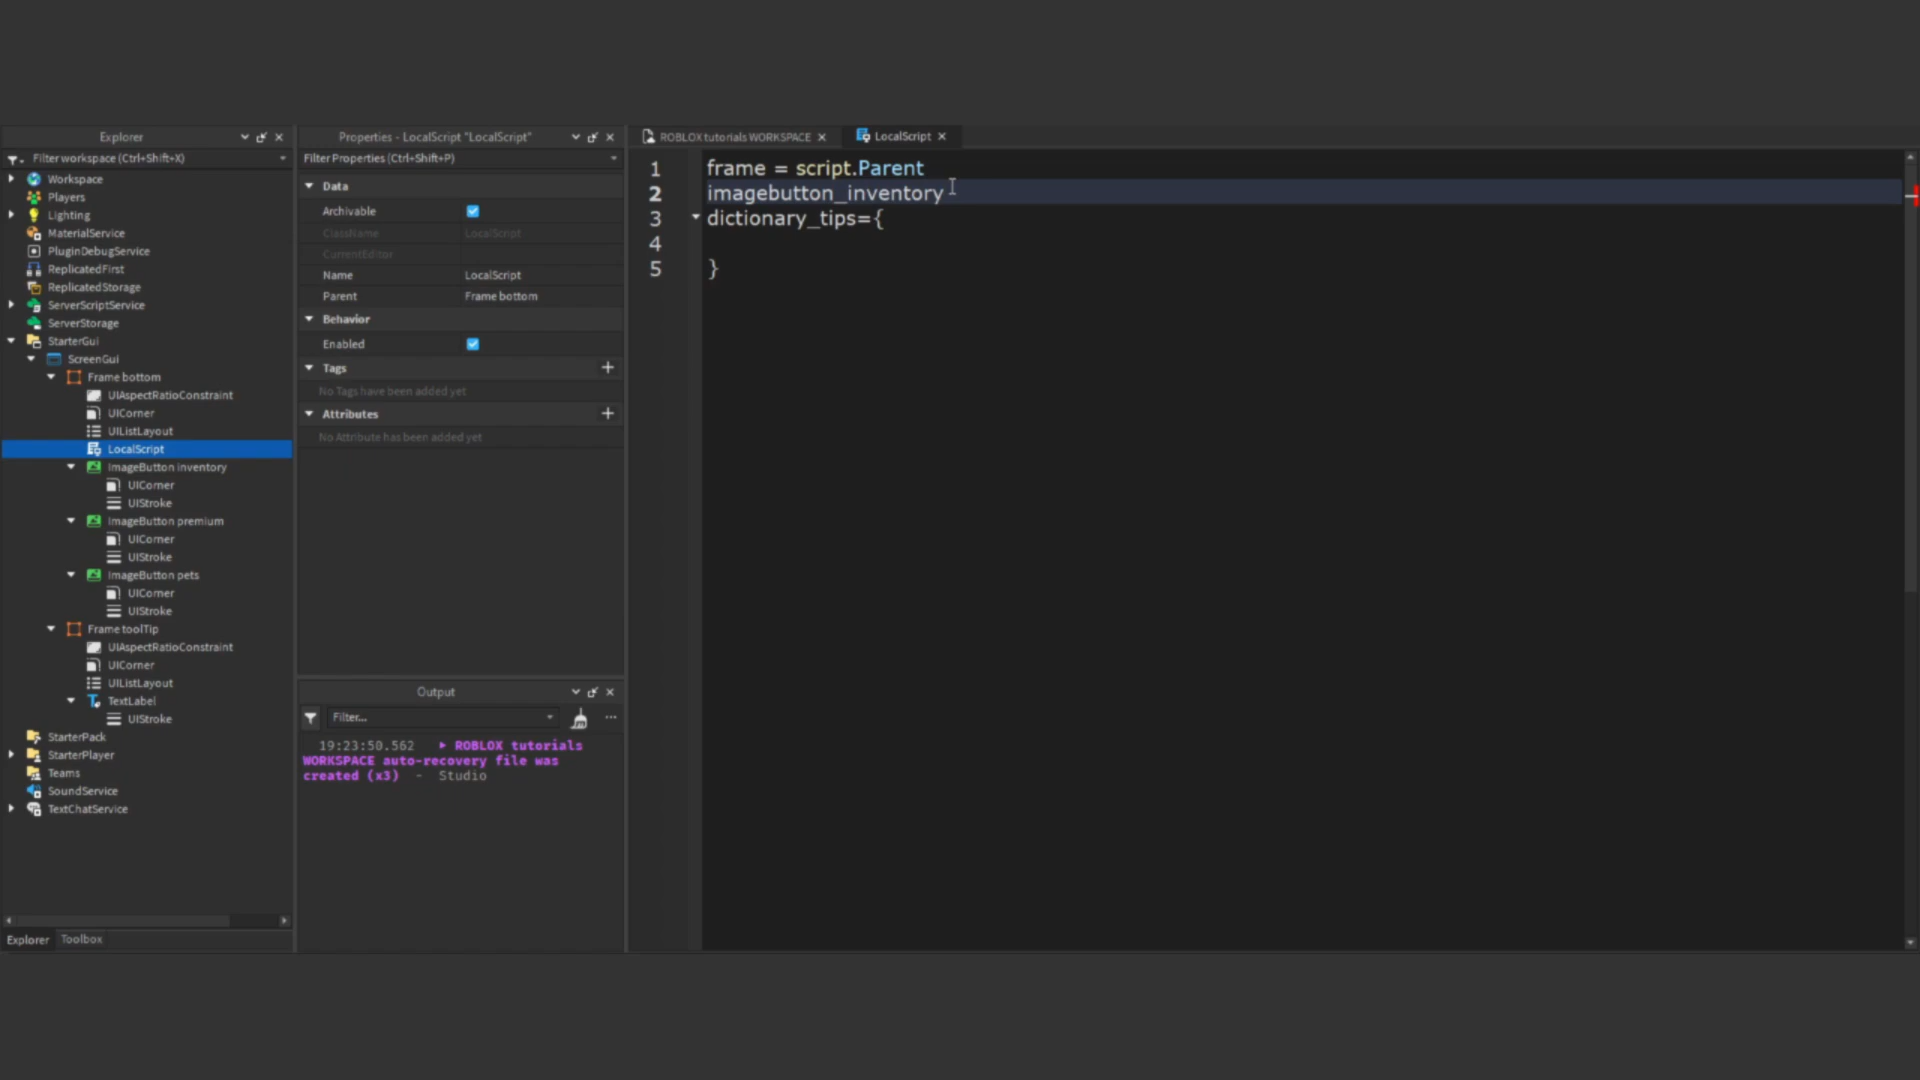 Explorer
Filter workspace (Ctrl+Shift+X)
Workspace
Players
Lighting
MaterialService
PluginDebugService
ReplicatedFirst
ReplicatedStorage
ServerScriptService
ServerStorage
StarterGui
ScreenGui
Frame bottom
UIAspectRatioConstraint
UICorner
UIListLayout
LocalScript
ImageButton inventory
UICorner
UIStroke
ImageButton premium
UICorner
UIStroke
ImageButton pets
UICorner
UIStroke
Frame toolTip
UIAspectRatioConstraint
UICorner
UIListLayout
TextLabel
UIStroke
StarterPack
StarterPlayer
Teams
SoundService
TextChatService
Explorer Toolbox
Properties - LocalScript "LocalScript"
Filter Properties (Ctrl+Shift+P)
Data
Archivable
ClassName LocalScript
CurrentEditor
Name LocalScript
Parent Frame bottom
Behavior
Enabled
Tags +
No Tags have been added yet
Attributes +
No Attribute has been added yet
Output
Filter...
19:23:50.562 ROBLOX tutorials
WORKSPACE auto-recovery file was
created (x3) - Studio
ROBLOX tutorials WORKSPACE LocalScript
1 frame = script.Parent
2 imagebutton_inventory
3 dictionary_tips={
4
5 }